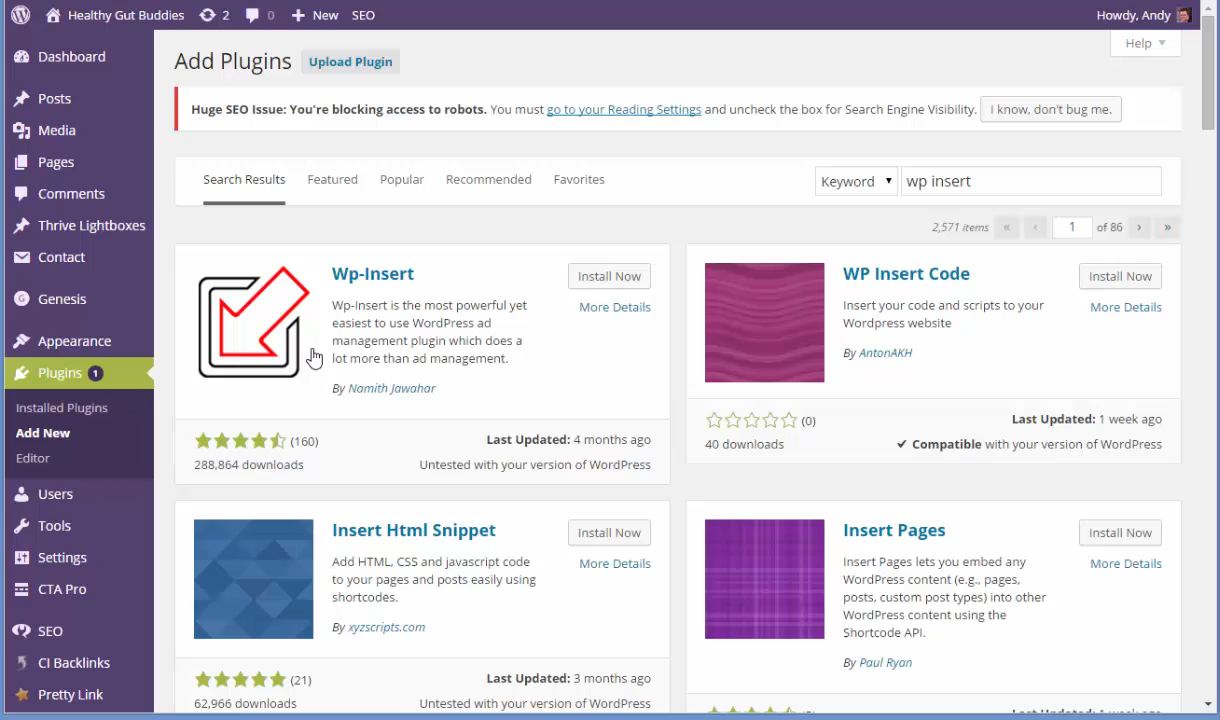 Healthy Gut Buddies 2 0 New SEO Howdy, Andy
Dashboard
Posts
Media
Pages
Comments
Thrive Lightboxes
Contact
Genesis
Appearance
Plugins 1
Installed Plugins
Add New
Editor
Users
Tools
Settings
CTA Pro
SEO
CI Backlinks
Pretty Link
Help
Add Plugins Upload Plugin
Huge SEO Issue: You're blocking access to robots. You must go to your Reading Settings and uncheck the box for Search Engine Visibility. I know, don't bug me.
Search Results Featured Popular Recommended Favorites Keyword wp insert
2,571 items « ‹ 1 of 86 › »
Wp-Insert
Install Now
More Details
Wp-Insert is the most powerful yet
easiest to use WordPress ad
management plugin which does a
lot more than ad management.
By Namith Jawahar
(160)
288,864 downloads
Last Updated: 4 months ago
Untested with your version of WordPress
WP Insert Code
Install Now
More Details
Insert your code and scripts to your
Wordpress website
By AntonAKH
(0)
40 downloads
Last Updated: 1 week ago
✔ Compatible with your version of WordPress
Insert Html Snippet
Install Now
More Details
Add HTML, CSS and javascript code
to your pages and posts easily using
shortcodes.
By xyzscripts.com
(21)
62,966 downloads
Last Updated: 3 months ago
Untested with your version of WordPress
Insert Pages
Install Now
More Details
Insert Pages lets you embed any
WordPress content (e.g., pages,
posts, custom post types) into other
WordPress content using the
Shortcode API.
By Paul Ryan